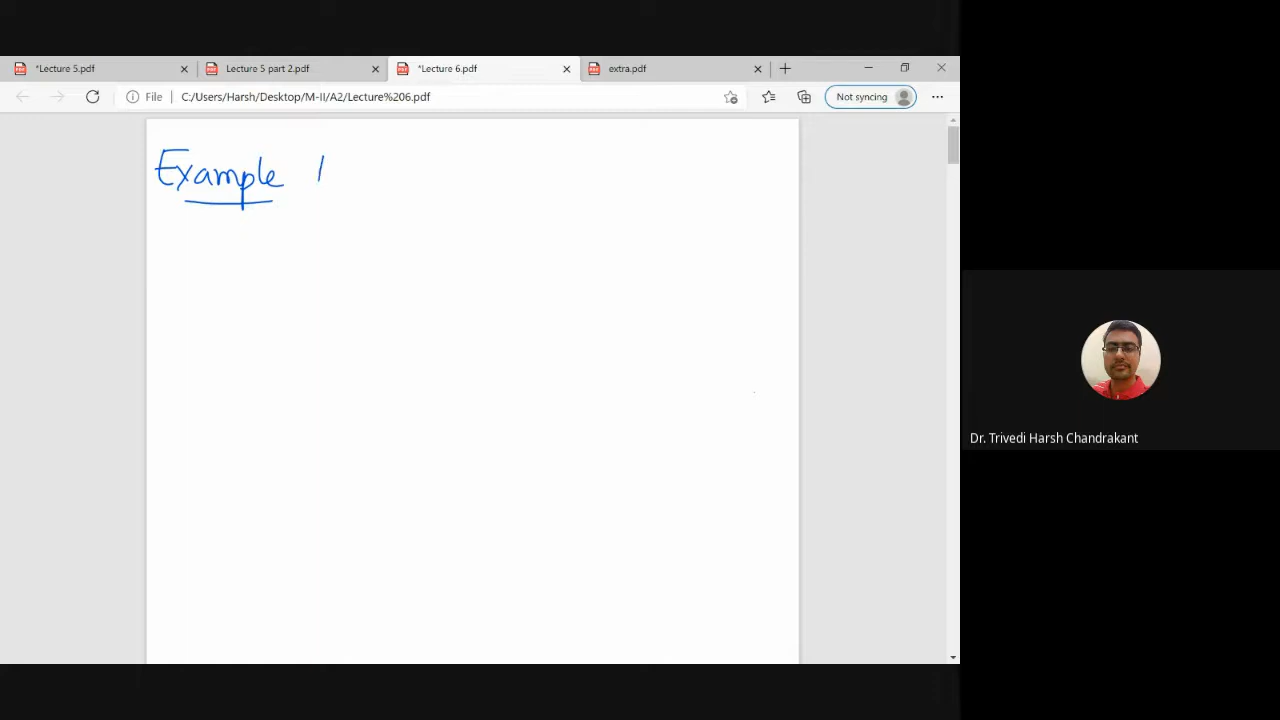 *Lecture 5.pdf
Lecture 5 part 2.pdf
*Lecture 6.pdf
extra.pdf
File
C:/Users/Harsh/Desktop/M-II/A2/Lecture%206.pdf
Not syncing
Example 1
Dr. Trivedi Harsh Chandrakant